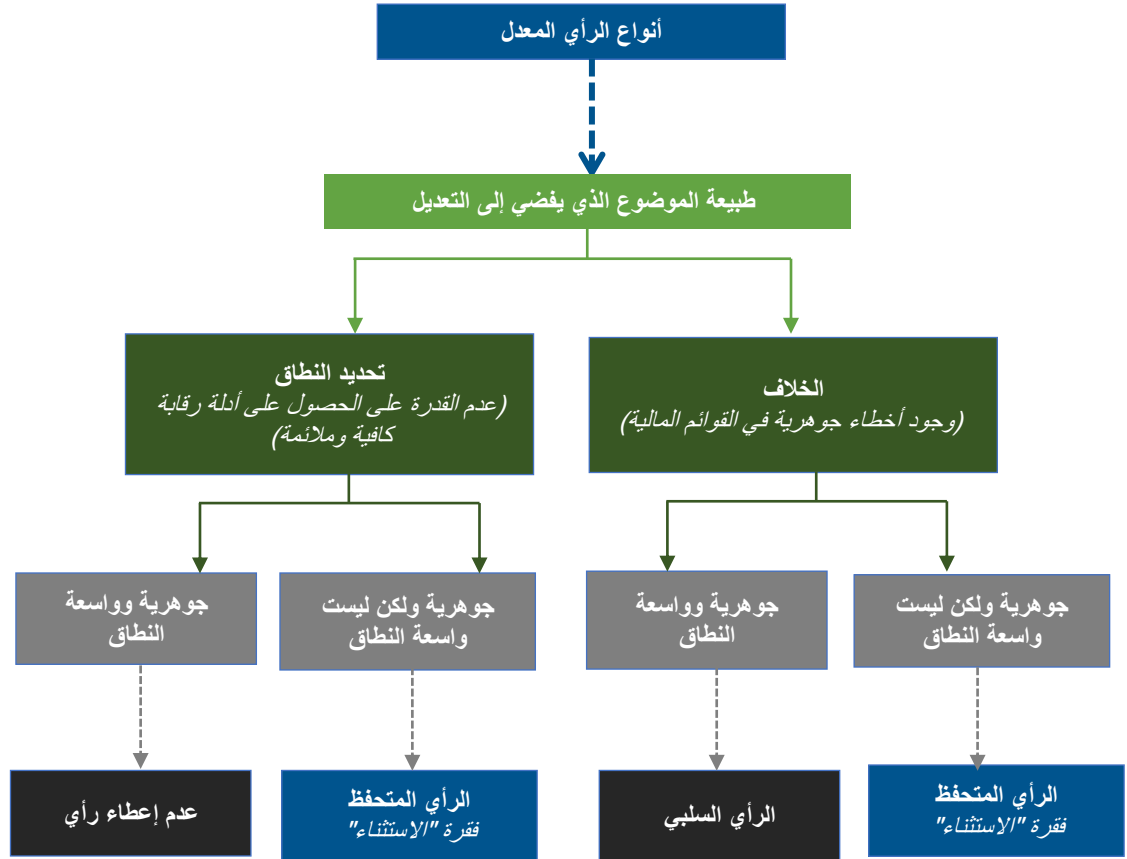 أنواع الرأي المعدل
طبيعة الموضوع الذي يفضي إلى التعديل
الخلاف
(وجود أخطاء جوهرية في القوائم المالية)
تحديد النطاق
(عدم القدرة على الحصول على أدلة رقابة
كافية وملائمة)
جوهرية ولكن ليست
واسعة النطاق
جوهرية وواسعة
النطاق
جوهرية ولكن ليست
واسعة النطاق
جوهرية وواسعة
النطاق
الرأي المتحفظ
فقرة "الاستثناء"
الرأي السلبي
الرأي المتحفظ
فقرة "الاستثناء"
عدم إعطاء رأي